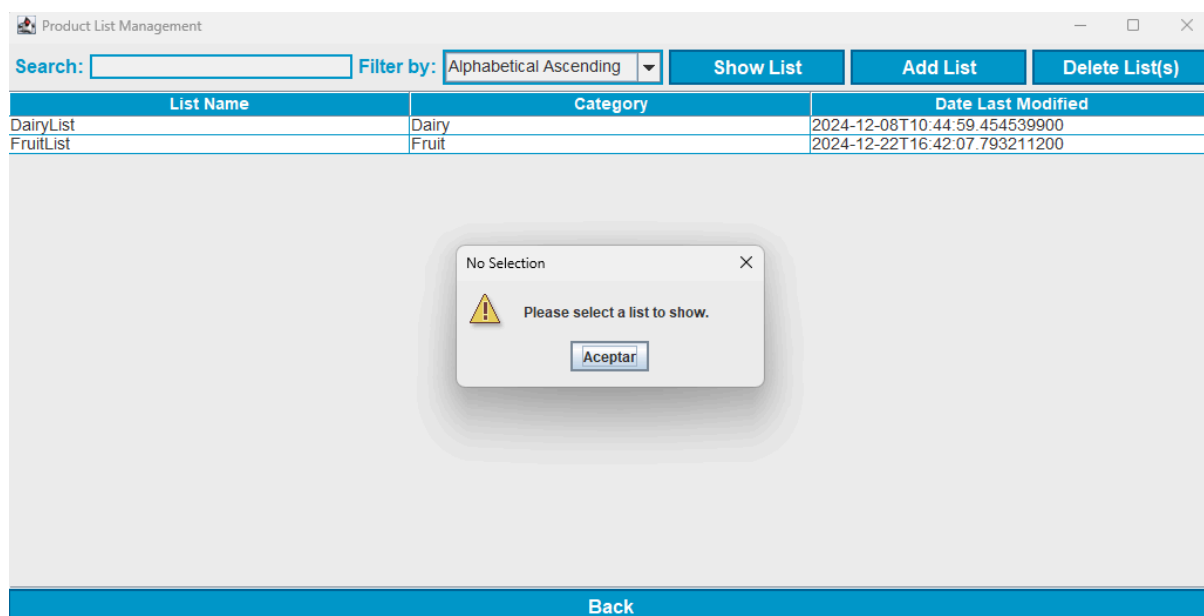 Product List Management
Search: Filter by: Alphabetical Ascending Show List Add List Delete List(s)
List Name Category Date Last Modified
DairyList Dairy 2024-12-08T10:44:59.454539900
FruitList Fruit 2024-12-22T16:42:07.793211200
No Selection
Please select a list to show.
Aceptar
Back